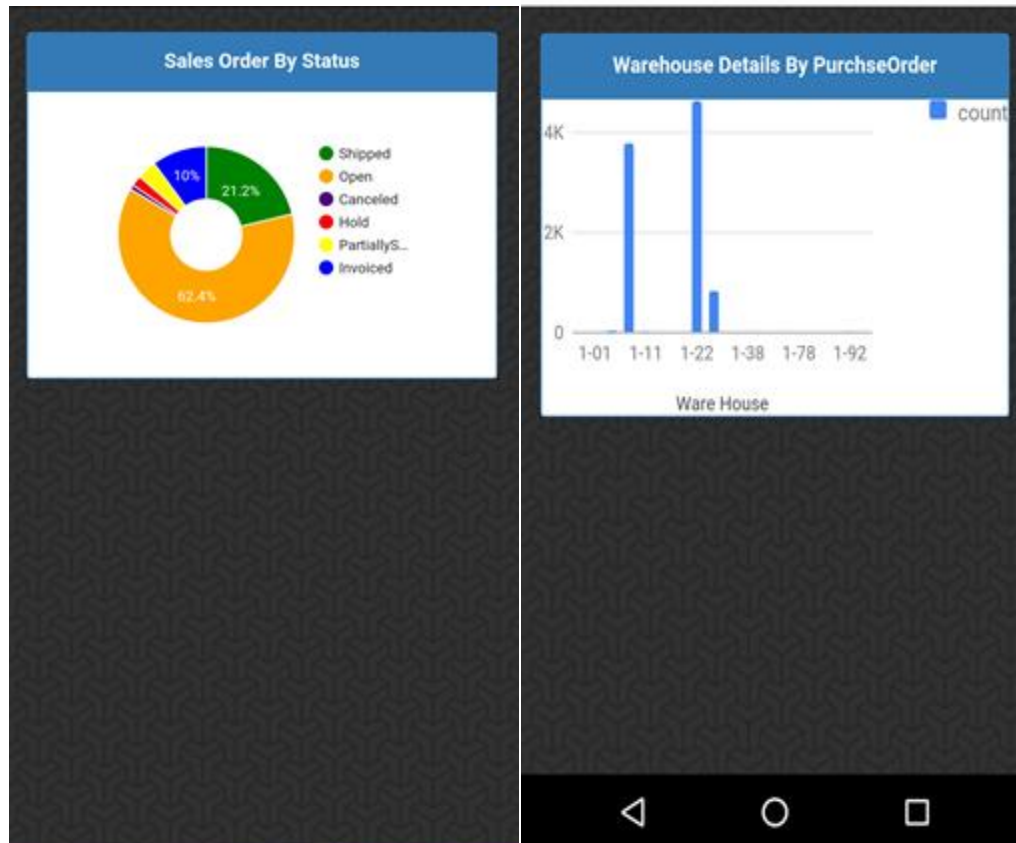 Sales Order By Status
10%
21.2%
62.4%
Shipped
Open
Canceled
Hold
PartiallyS...
Invoiced
Warehouse Details By PurchseOrder
count
4K
2K
0
1-01 1-11 1-22 1-38 1-78 1-92
Ware House